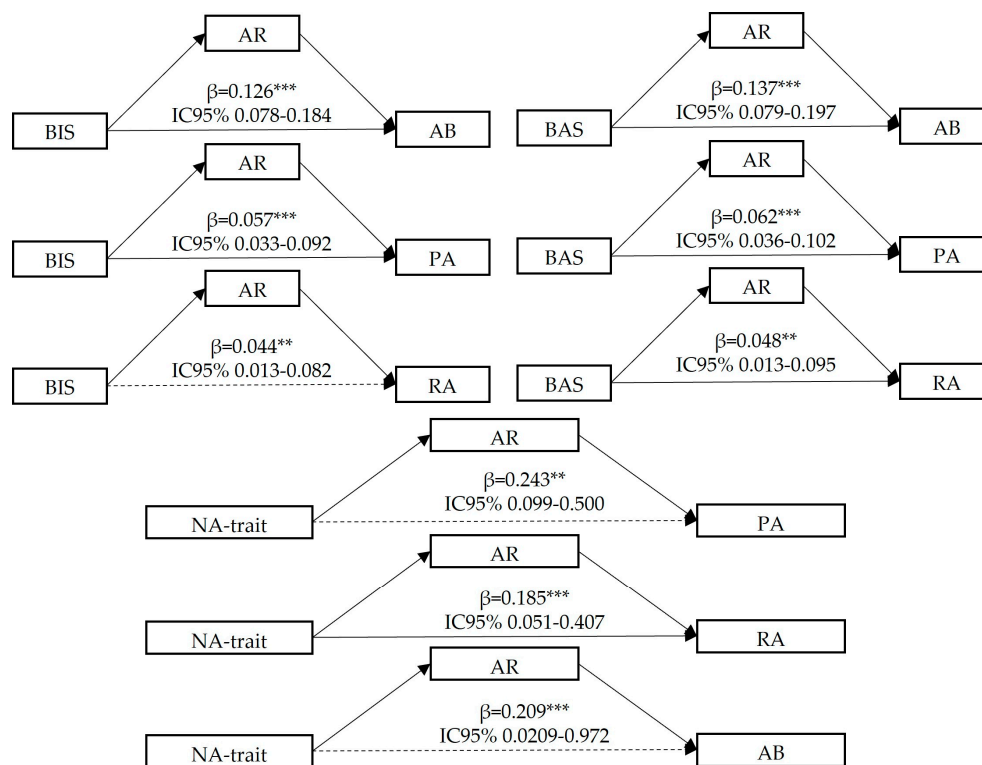 AR
β=0.126***
IC95% 0.078-0.184
BIS
AB
AR
β=0.137***
IC95% 0.079-0.197
BAS
AB
AR
β=0.057***
IC95% 0.033-0.092
BIS
PA
AR
β=0.062***
IC95% 0.036-0.102
BAS
PA
AR
β=0.044**
IC95% 0.013-0.082
BIS
RA
AR
β=0.048**
IC95% 0.013-0.095
BAS
RA
AR
β=0.243**
IC95% 0.099-0.500
NA-trait
PA
AR
β=0.185***
IC95% 0.051-0.407
NA-trait
RA
AR
β=0.209***
IC95% 0.0209-0.972
NA-trait
AB